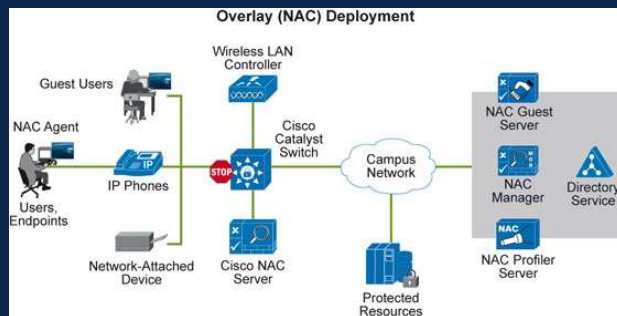 Overlay (NAC) Deployment
Wireless LAN
Controller
Guest Users
NAC Guest
Server
NAC Agent
Cisco
Catalyst
Switch
STOP
IP
IP Phones
Campus
Network
MGR
NAC
Manager
Directory
Service
Users,
Endpoints
Network-Attached
Device
Cisco NAC
Server
Protected
Resources
NAC
NAC Profiler
Server